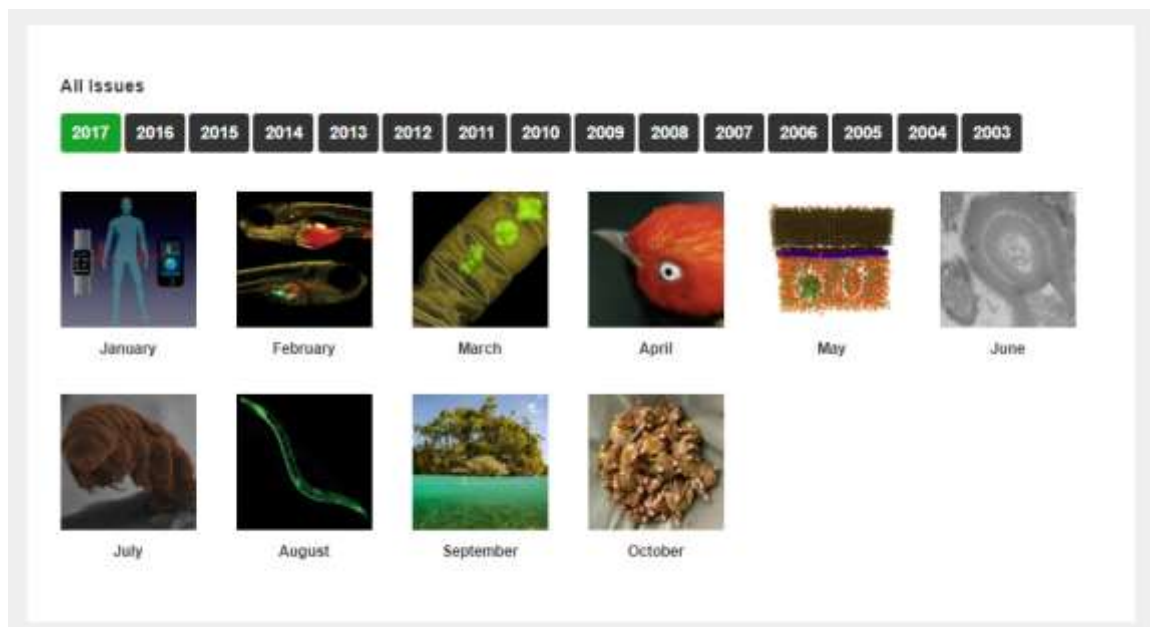 All Issues
2017 2016 2015 2014 2013 2012 2011 2010 2009 2008 2007 2006 2005 2004 2003
January February March April May June
July August September October